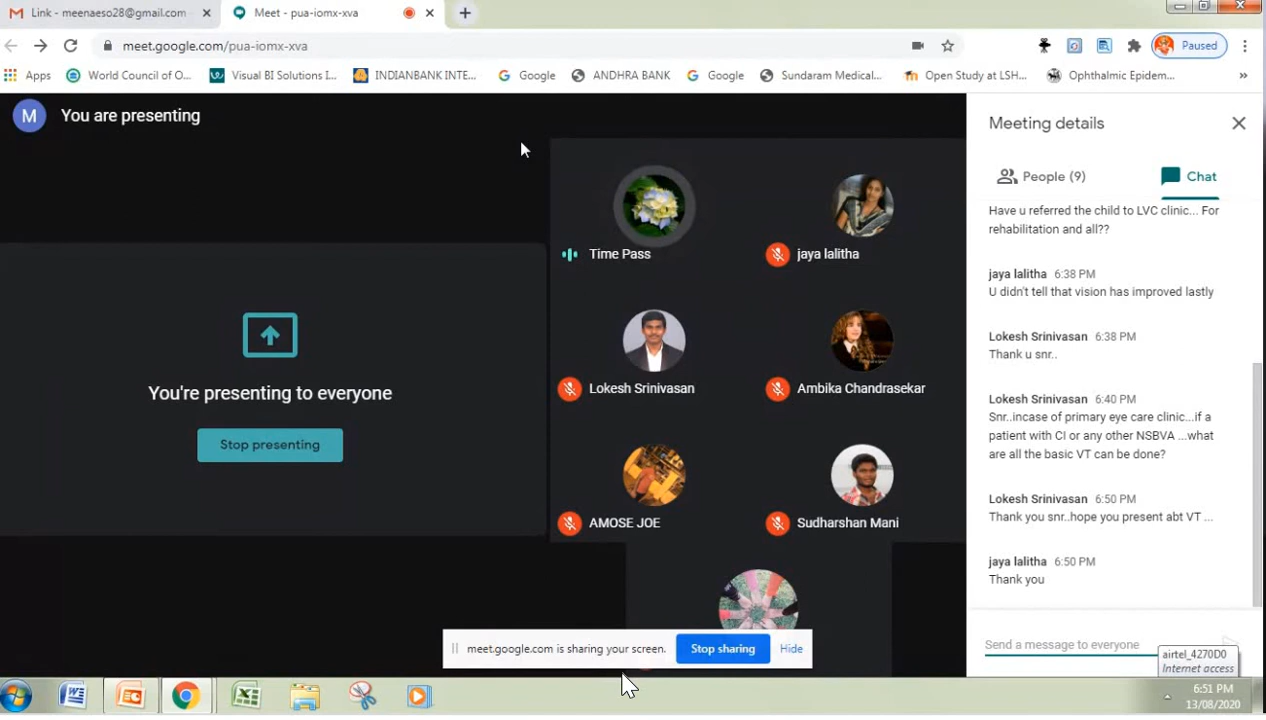 Link - meenaeso28@gmail.com
Meet - pua-iomx-xva
meet.google.com/pua-iomx-xva
Paused
Apps
World Council of O...
Visual BI Solutions I...
INDIANBANK INTE...
Google
ANDHRA BANK
Google
Sundaram Medical...
Open Study at LSH...
Ophthalmic Epidem...
»
M
You are presenting
You're presenting to everyone
Stop presenting
Time Pass
jaya lalitha
Lokesh Srinivasan
Ambika Chandrasekar
AMOSE JOE
Sudharshan Mani
Meeting details
People (9)
Chat
Have u referred the child to LVC clinic... For
rehabilitation and all??
jaya lalitha 6:38 PM
U didn't tell that vision has improved lastly
Lokesh Srinivasan 6:38 PM
Thank u snr..
Lokesh Srinivasan 6:40 PM
Snr..incase of primary eye care clinic...if a
patient with CI or any other NSBVA ...what
are all the basic VT can be done?
Lokesh Srinivasan 6:50 PM
Thank you snr..hope you present abt VT ...
jaya lalitha 6:50 PM
Thank you
Send a message to everyone
airtel_4270D0
Internet access
meet.google.com is sharing your screen.
Stop sharing
Hide
6:51 PM
13/08/2020